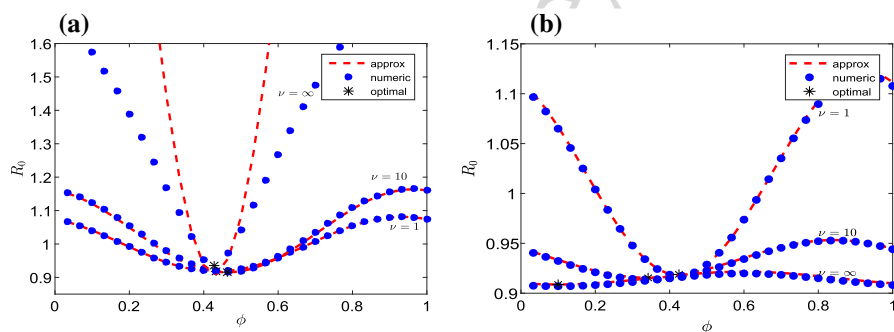 (a)
(b)
1.6
1.5
1.4
1.3
1.2
1.1
1
0.9
R0
approx
numeric
optimal
ν = ∞
ν = 10
ν = 1
0
0.2
0.4
0.6
0.8
1
ϕ
1.15
1.1
1.05
1
0.95
0.9
R0
approx
numeric
optimal
ν = 1
ν = 10
ν = ∞
0
0.2
0.4
0.6
0.8
1
ϕ